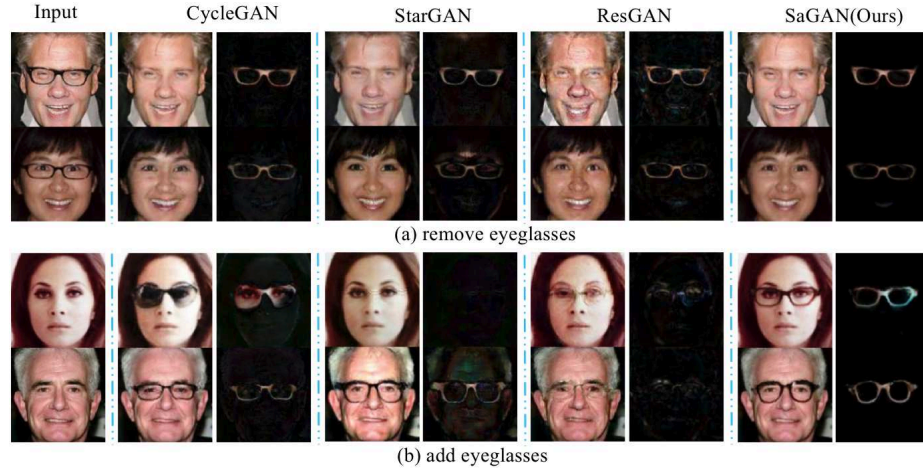 Input CycleGAN StarGAN ResGAN SaGAN(Ours)
(a) remove eyeglasses
(b) add eyeglasses